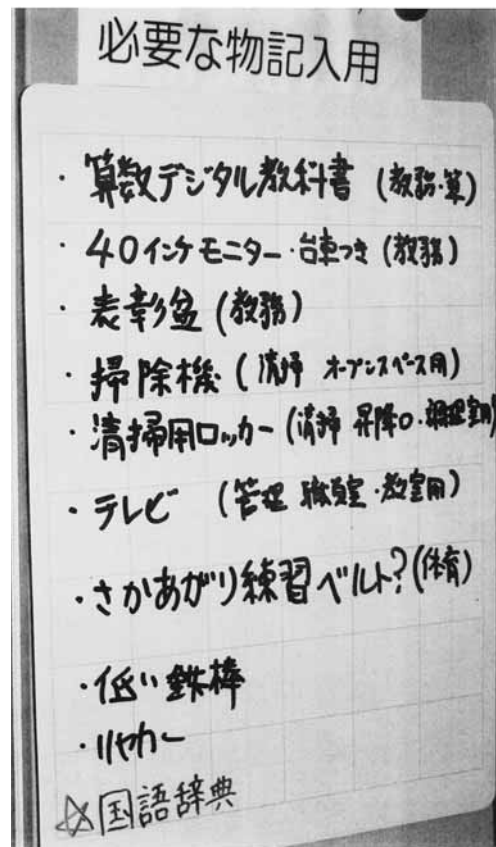 必要な物記入用
・算数デジタル教科書 (教務・算)
・40インチモニター・台車つき (教務)
・表彰盆 (教務)
・掃除機 (清掃 オープンスペース用)
・清掃用ロッカー (清掃 昇降口・調理室用)
・テレビ (管理 職員室・教室用)
・さかあがり練習ベルト?(体育)
・低い鉄棒
・リヤカー
☆国語辞典